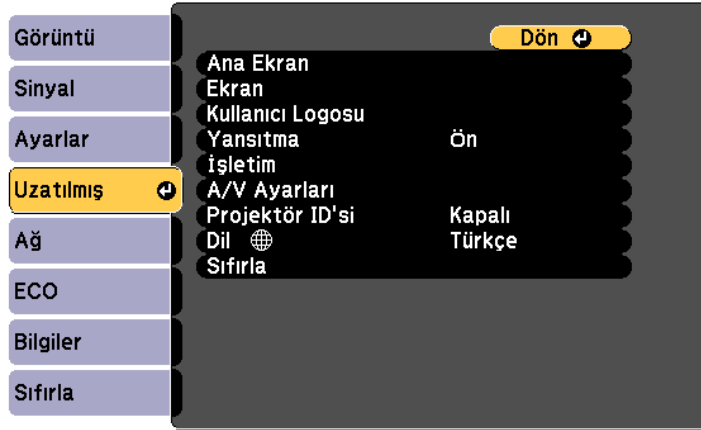 Görüntü
Sinyal
Ayarlar
Uzatılmış
Ağ
ECO
Bilgiler
Sıfırla
Dön
Ana Ekran
Ekran
Kullanıcı Logosu
Yansıtma Ön
İşletim
A/V Ayarları
Projektör ID'si Kapalı
Dil Türkçe
Sıfırla